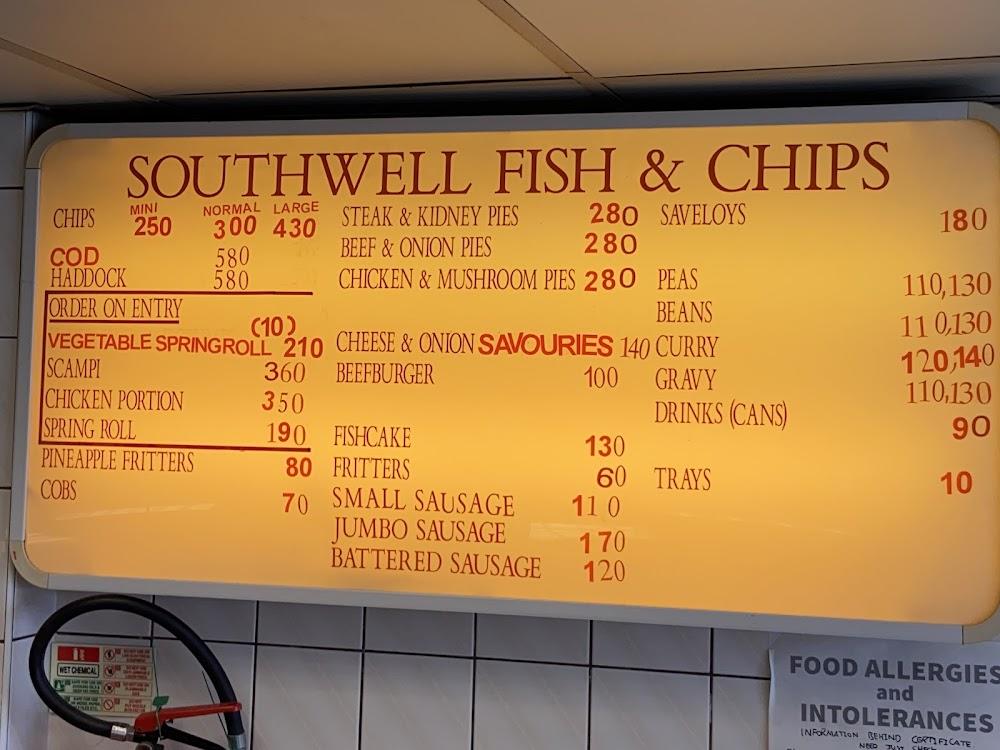 SOUTHWELL FISH & CHIPS
MINI NORMAL LARGE
CHIPS 250 300 430
COD 580
HADDOCK 580
ORDER ON ENTRY
(10)
VEGETABLE SPRINGROLL 210
SCAMPI 360
CHICKEN PORTION 350
SPRING ROLL 190
PINEAPPLE FRITTERS 80
COBS 70
STEAK & KIDNEY PIES 280
BEEF & ONION PIES 280
CHICKEN & MUSHROOM PIES 280
CHEESE & ONION SAVOURIES 140
BEEFBURGER 100
FISHCAKE 130
FRITTERS 60
SMALL SAUSAGE 110
JUMBO SAUSAGE 170
BATTERED SAUSAGE 120
SAVELOYS 180
PEAS 110,130
BEANS 110,130
CURRY 120,140
GRAVY 110,130
DRINKS (CANS) 90
TRAYS 10
WET CHEMICAL
FOOD ALLERGIES
and
INTOLERANCES
INFORMATION BEHIND CERTIFICATE
NEED JUST